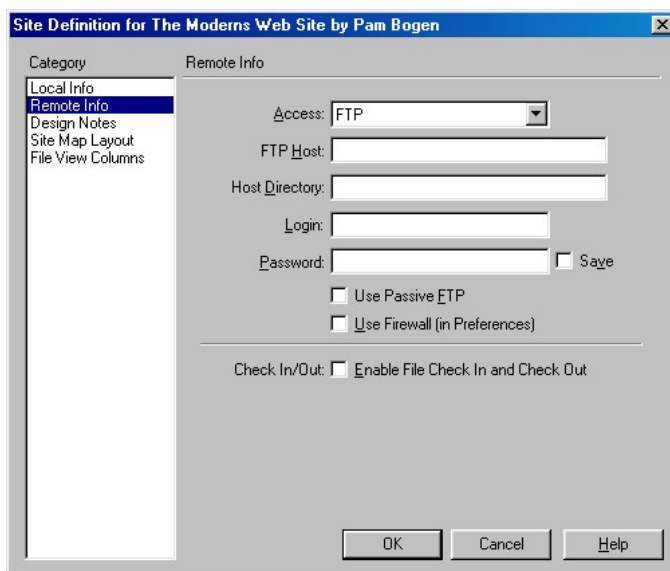 Site Definition for The Moderns Web Site by Pam Bogen
Category
Local Info
Remote Info
Design Notes
Site Map Layout
File View Columns
Remote Info
Access: FTP
FTP Host:
Host Directory:
Login:
Password: Save
Use Passive FTP
Use Firewall (in Preferences)
Check In/Out: Enable File Check In and Check Out
OK Cancel Help